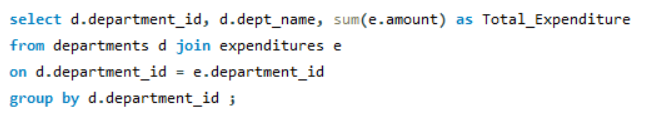 select d.department_id, d.dept_name, sum(e.amount) as Total_Expenditure
from departments d join expenditures e
on d.department_id = e.department_id
group by d.department_id ;